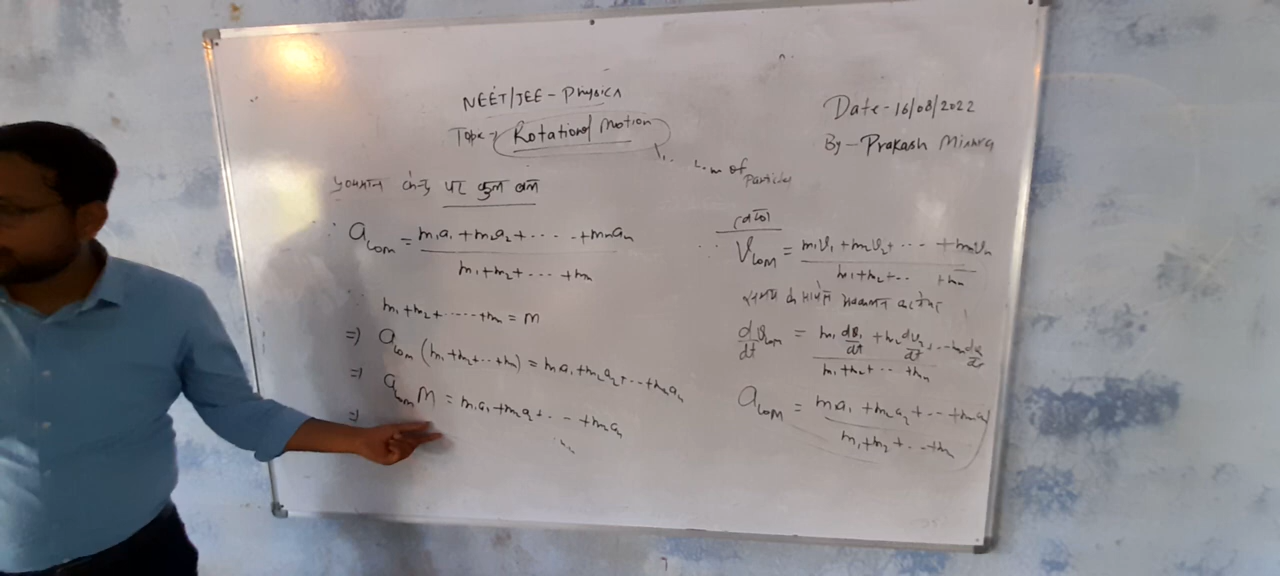 NEET/JEE - Physics
Topic - Rotational Motion
Date - 16/08/2022
By - Prakash Mishra
of Particles
द्रव्यमान केन्द्र पर कुल बल
∵ a_com = m₁a₁ + m₂a₂ + ..... + mₙaₙ / m₁ + m₂ + .... + mₙ
∵ m₁ + m₂ + ...... + mₙ = M
⇒ a_com (m₁ + m₂ + ... + mₙ) = m₁a₁ + m₂a₂ + ... + mₙaₙ
⇒ a_com M = m₁a₁ + m₂a₂ + ... + mₙaₙ
⇒
∵ V_com = m₁v₁ + m₂v₂ + ... + mₙvₙ / m₁ + m₂ + .. + mₙ
समय के सापेक्ष अवकलन करने पर
d/dt v_com = m₁ dv₁/dt + m₂ dv₂/dt + ... mₙ dvₙ/dt / m₁ + m₂ + ... + mₙ
a_com = m₁a₁ + m₂a₂ + ... + mₙaₙ / m₁ + m₂ + ... + mₙ